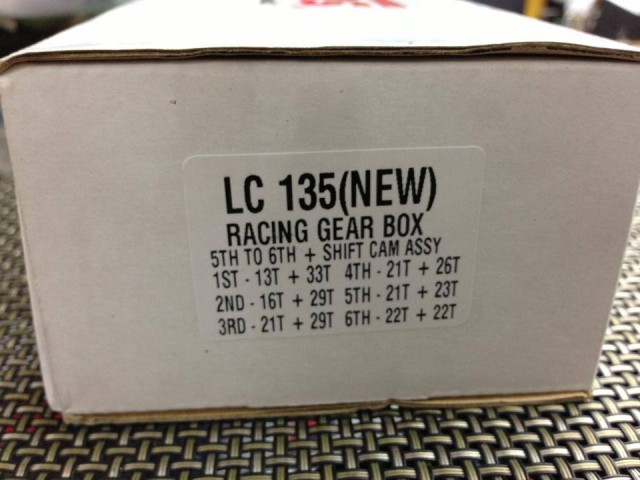 LC 135(NEW)
RACING GEAR BOX
5TH TO 6TH + SHIFT CAM ASSY
1ST - 13T + 33T 4TH - 21T + 26T
2ND - 16T + 29T 5TH - 21T + 23T
3RD - 21T + 29T 6TH - 22T + 22T